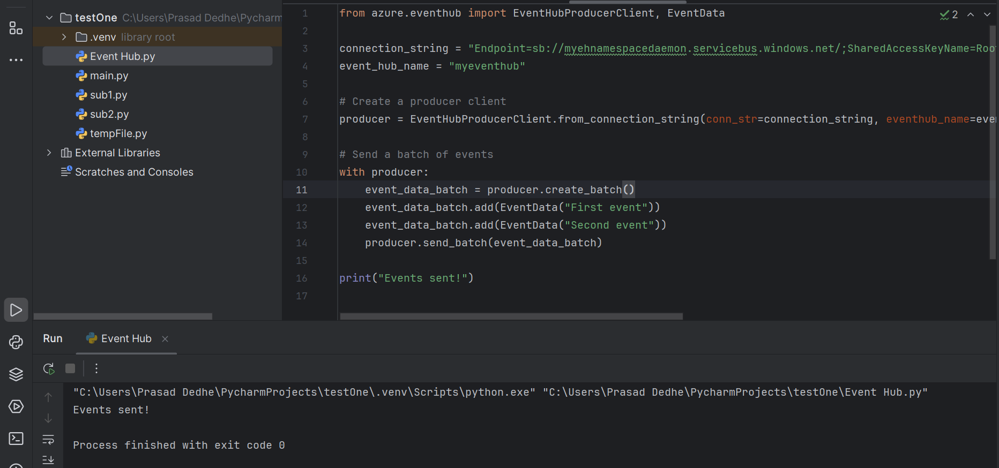 testOne C:\Users\Prasad Dedhe\Pycharm
.venv library root
Event Hub.py
main.py
sub1.py
sub2.py
tempFile.py
External Libraries
Scratches and Consoles
2
1 from azure.eventhub import EventHubProducerClient, EventData
2
3 connection_string = "Endpoint=sb://myehnamespacedaemon.servicebus.windows.net/;SharedAccessKeyName=Roo
4 event_hub_name = "myeventhub"
5
6 # Create a producer client
7 producer = EventHubProducerClient.from_connection_string(conn_str=connection_string, eventhub_name=eve
8
9 # Send a batch of events
10 with producer:
11 event_data_batch = producer.create_batch()
12 event_data_batch.add(EventData("First event"))
13 event_data_batch.add(EventData("Second event"))
14 producer.send_batch(event_data_batch)
15
16 print("Events sent!")
17
Run Event Hub
"C:\Users\Prasad Dedhe\PycharmProjects\testOne\.venv\Scripts\python.exe" "C:\Users\Prasad Dedhe\PycharmProjects\testOne\Event Hub.py"
Events sent!
Process finished with exit code 0